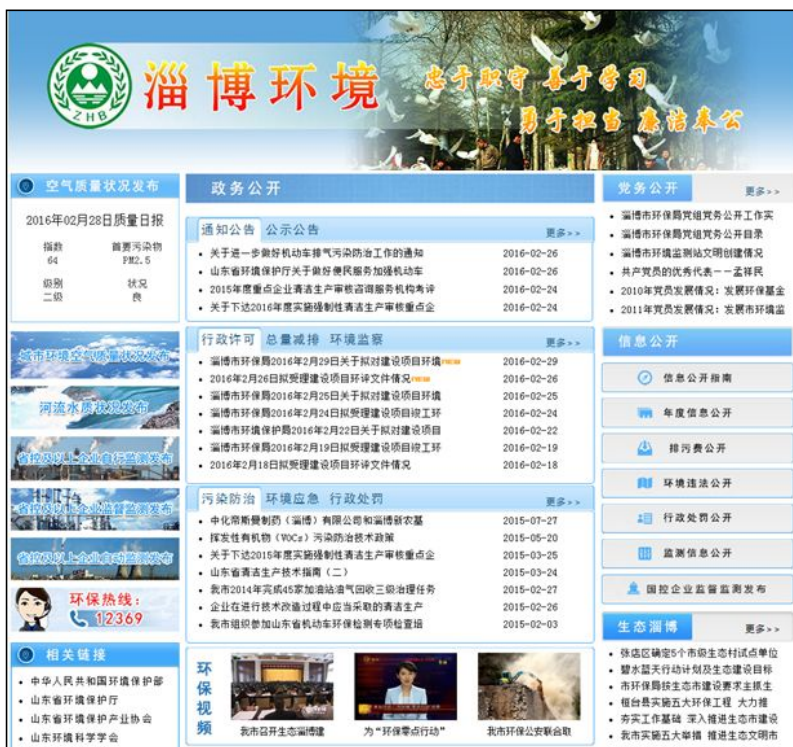 ZHB
淄博环境
忠于职守 善于学习
勇于担当 廉洁奉公
空气质量状况发布
2016年02月28日质量日报
指数 首要污染物
64 PM2.5
级别 状况
二级 良
城市环境空气质量状况发布
河流水质状况发布
省控及以上企业自行监测发布
省控及以上企业监督监测发布
省控及以上企业自动监测发布
环保热线:
12369
相关链接
中华人民共和国环境保护部
山东省环境保护厅
山东省环境保护产业协会
山东环境科学学会
政务公开
通知公告 公示公告 更多>>
关于进一步做好机动车排气污染防治工作的通知 2016-02-26
山东省环境保护厅关于做好便民服务加强机动车 2016-02-26
2015年度重点企业清洁生产审核咨询服务机构考评 2016-02-24
关于下达2016年度实施强制性清洁生产审核重点企 2016-02-24
行政许可 总量减排 环境监察 更多>>
淄博市环保局2016年2月29日关于拟对建设项目环境 2016-02-29
2016年2月26日拟受理建设项目环评文件情况 2016-02-26
淄博市环保局2016年2月25日关于拟对建设项目环境 2016-02-25
淄博市环保局2016年2月24日拟受理建设项目竣工环 2016-02-24
淄博市环境保护局2016年2月22日关于拟对建设项目 2016-02-22
淄博市环保局2016年2月19日拟受理建设项目竣工环 2016-02-19
2016年2月18日拟受理建设项目环评文件情况 2016-02-18
污染防治 环境应急 行政处罚 更多>>
中化帝斯曼制药(淄博)有限公司和淄博新农基 2015-07-27
挥发性有机物(VOCs)污染防治技术政策 2015-05-20
关于下达2015年度实施强制性清洁生产审核重点企 2015-03-25
山东省清洁生产技术指南(二) 2015-03-24
我市2014年完成45家加油站油气回收三级治理任务 2015-02-27
企业在进行技术改造过程中应当采取的清洁生产 2015-02-26
我市组织参加山东省机动车环保检测专项检查培 2015-02-03
环保视频
我市召开生态淄博建 为“环保零点行动” 我市环保公安联合取
党务公开 更多>>
淄博市环保局党组党务公开工作实
淄博市环保局党组党务公开目录
淄博市环境监测站文明创建情况
共产党员的优秀代表——孟祥民
2010年党员发展情况:发展环保基金
2011年党员发展情况:发展市环境监
信息公开
信息公开指南
年度信息公开
排污费公开
环境违法公开
行政处罚公开
监测信息公开
国控企业监督监测发布
生态淄博 更多>>
张店区确定5个市级生态村试点单位
碧水蓝天行动计划及生态建设目标
市环保局按生态市建设要求主抓生
桓台县实施五大环保工程 大力推
夯实工作基础 深入推进生态市建设
我市实施五大举措 推进生态文明市